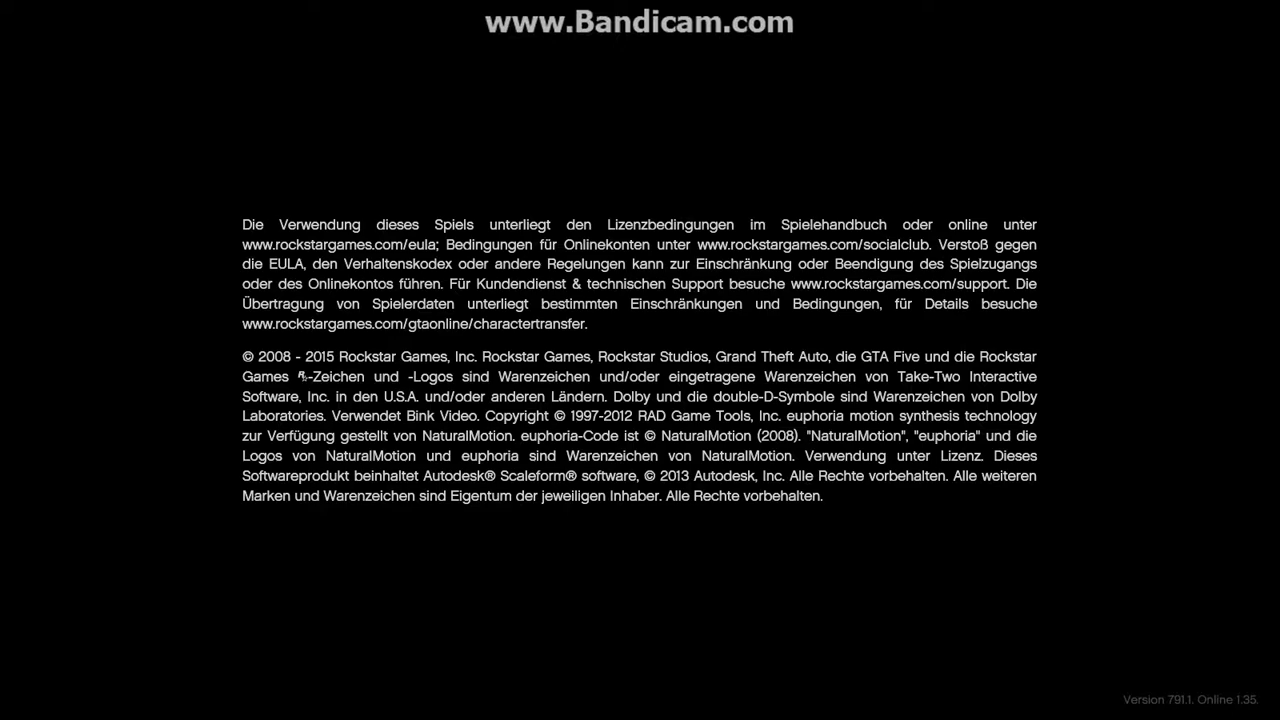 www.Bandicam.com
Die Verwendung dieses Spiels unterliegt den Lizenzbedingungen im Spielehandbuch oder online unter
www.rockstargames.com/eula; Bedingungen für Onlinekonten unter www.rockstargames.com/socialclub. Verstoß gegen
die EULA, den Verhaltenskodex oder andere Regelungen kann zur Einschränkung oder Beendigung des Spielzugangs
oder des Onlinekontos führen. Für Kundendienst & technischen Support besuche www.rockstargames.com/support. Die
Übertragung von Spielerdaten unterliegt bestimmten Einschränkungen und Bedingungen, für Details besuche
www.rockstargames.com/gtaonline/charactertransfer.
© 2008 - 2015 Rockstar Games, Inc. Rockstar Games, Rockstar Studios, Grand Theft Auto, die GTA Five und die Rockstar
Games R*-Zeichen und -Logos sind Warenzeichen und/oder eingetragene Warenzeichen von Take-Two Interactive
Software, Inc. in den U.S.A. und/oder anderen Ländern. Dolby und die double-D-Symbole sind Warenzeichen von Dolby
Laboratories. Verwendet Bink Video. Copyright © 1997-2012 RAD Game Tools, Inc. euphoria motion synthesis technology
zur Verfügung gestellt von NaturalMotion. euphoria-Code ist © NaturalMotion (2008). "NaturalMotion", "euphoria" und die
Logos von NaturalMotion und euphoria sind Warenzeichen von NaturalMotion. Verwendung unter Lizenz. Dieses
Softwareprodukt beinhaltet Autodesk® Scaleform® software, © 2013 Autodesk, Inc. Alle Rechte vorbehalten. Alle weiteren
Marken und Warenzeichen sind Eigentum der jeweiligen Inhaber. Alle Rechte vorbehalten.
Version 791.1. Online 1.35.